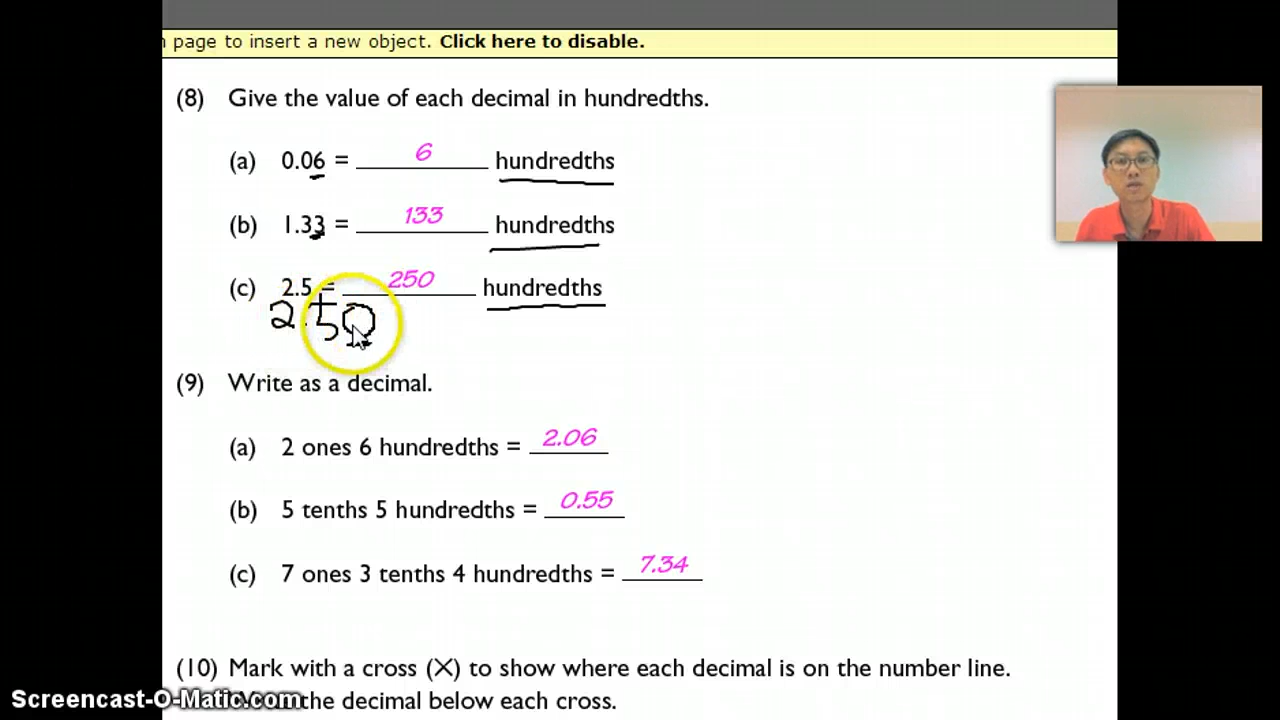 page to insert a new object. Click here to disable.
(8) Give the value of each decimal in hundredths.
(a) 0.06 = 6 hundredths
(b) 1.33 = 133 hundredths
(c) 2.5 = 250 hundredths
2.50
(9) Write as a decimal.
(a) 2 ones 6 hundredths = 2.06
(b) 5 tenths 5 hundredths = 0.55
(c) 7 ones 3 tenths 4 hundredths = 7.34
(10) Mark with a cross (X) to show where each decimal is on the number line.
the decimal below each cross.
Screencast-O-Matic.com